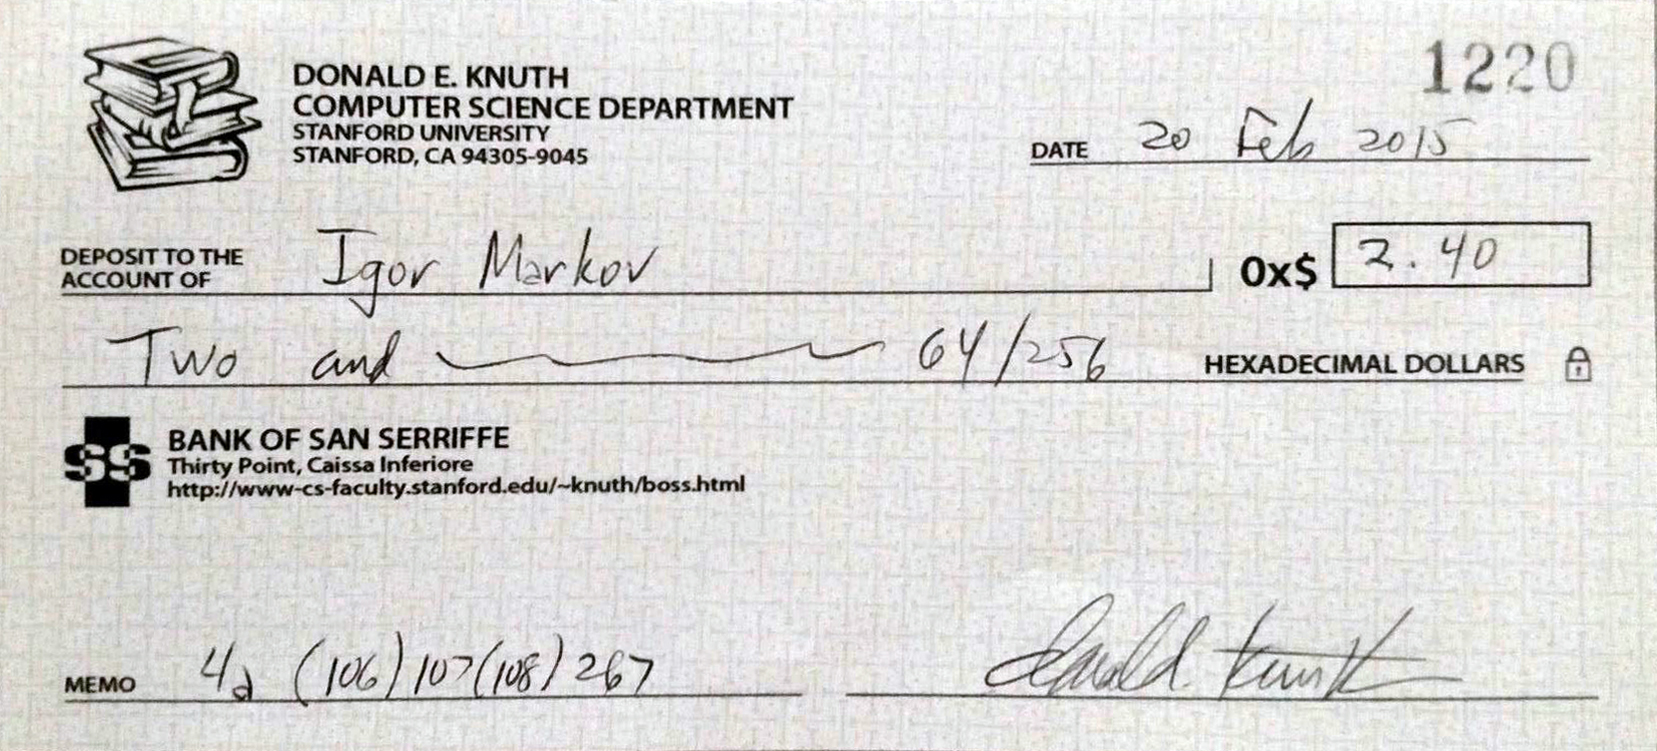 1220
DONALD E. KNUTH
COMPUTER SCIENCE DEPARTMENT
STANFORD UNIVERSITY
STANFORD, CA 94305-9045
DATE 20 Feb 2015
DEPOSIT TO THE
ACCOUNT OF Igor Markov 0x$ 2.40
Two and 64/256 HEXADECIMAL DOLLARS
SS BANK OF SAN SERRIFFE
Thirty Point, Caissa Inferiore
http://www-cs-faculty.stanford.edu/~knuth/boss.html
MEMO 4a (106) 107 (108) 267
Donald Knuth